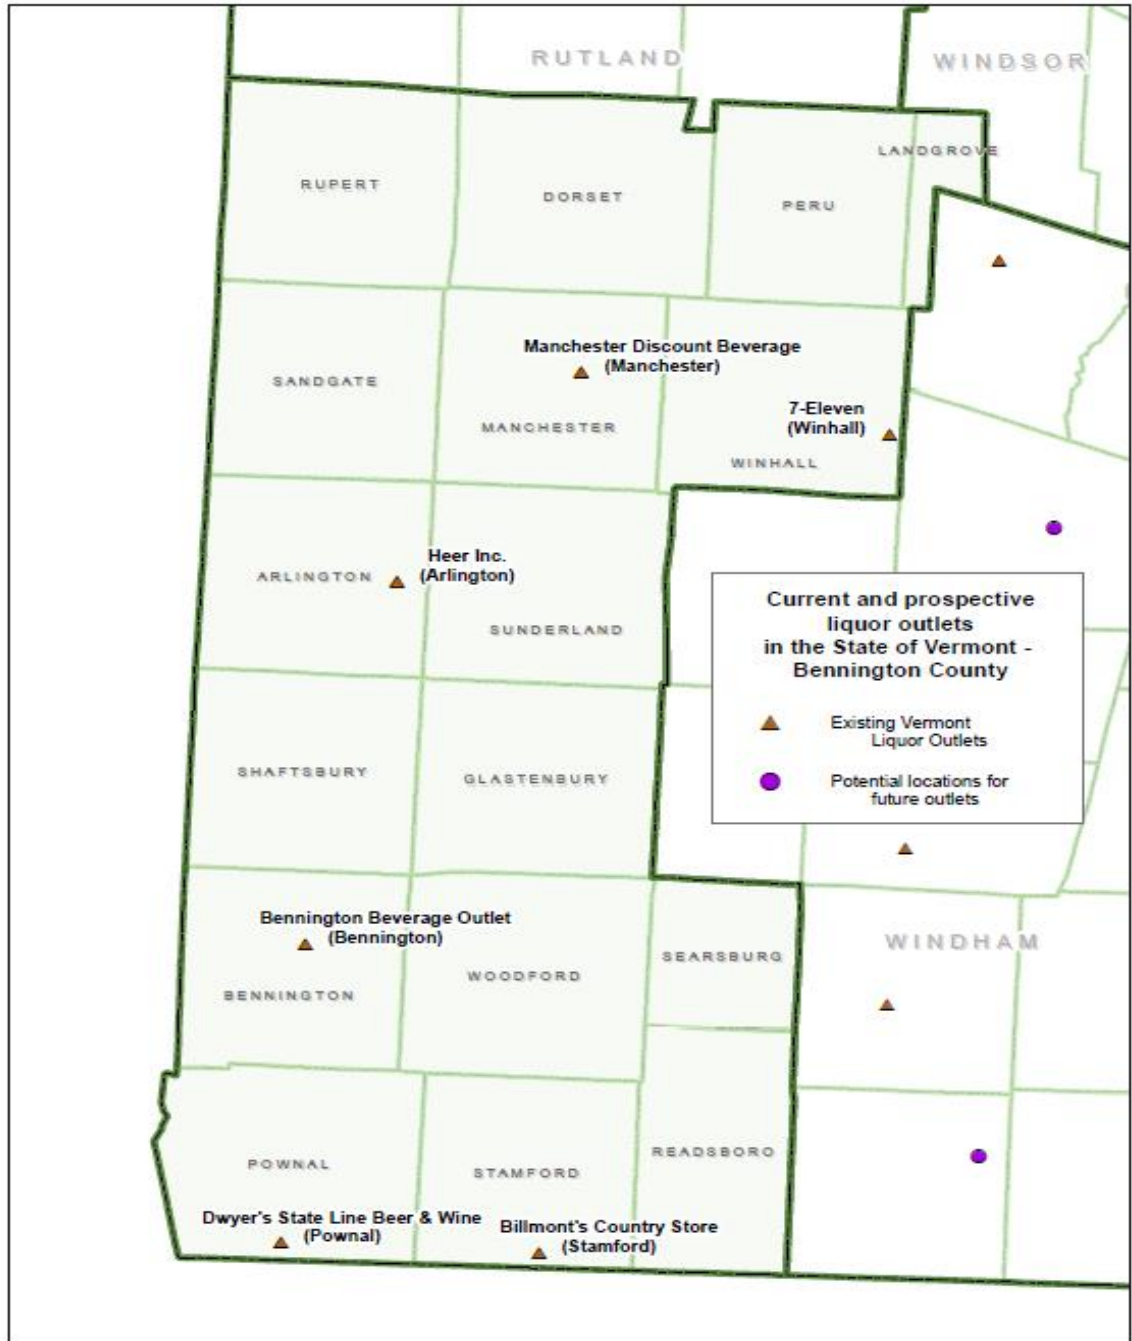 RUTLAND
WINDSOR
LANDGROVE
RUPERT
DORSET
PERU
Manchester Discount Beverage
(Manchester)
SANDGATE
7-Eleven
(Winhall)
MANCHESTER
WINHALL
Heer Inc.
(Arlington)
ARLINGTON
SUNDERLAND
Current and prospective
liquor outlets
in the State of Vermont -
Bennington County
Existing Vermont
Liquor Outlets
Potential locations for
future outlets
SHAFTSBURY
GLASTENBURY
Bennington Beverage Outlet
(Bennington)
WINDHAM
SEARSBURG
WOODFORD
BENNINGTON
READSBORO
POWNAL
STAMFORD
Dwyer's State Line Beer & Wine
(Pownal)
Billmont's Country Store
(Stamford)